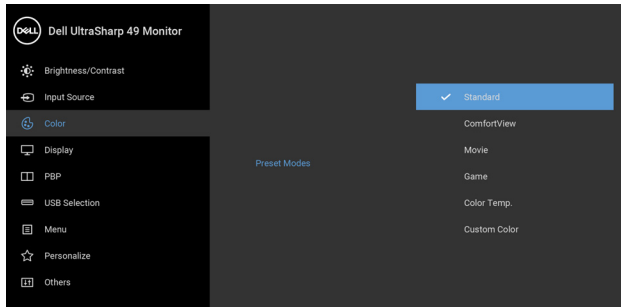 DELL Dell UltraSharp 49 Monitor
Brightness/Contrast
Input Source
Color
Display
PBP
USB Selection
Menu
Personalize
Others
Preset Modes
Standard
ComfortView
Movie
Game
Color Temp.
Custom Color